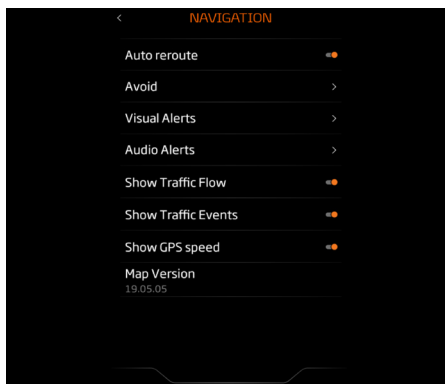 NAVIGATION
Auto reroute
Avoid
Visual Alerts
Audio Alerts
Show Traffic Flow
Show Traffic Events
Show GPS speed
Map Version
19.05.05